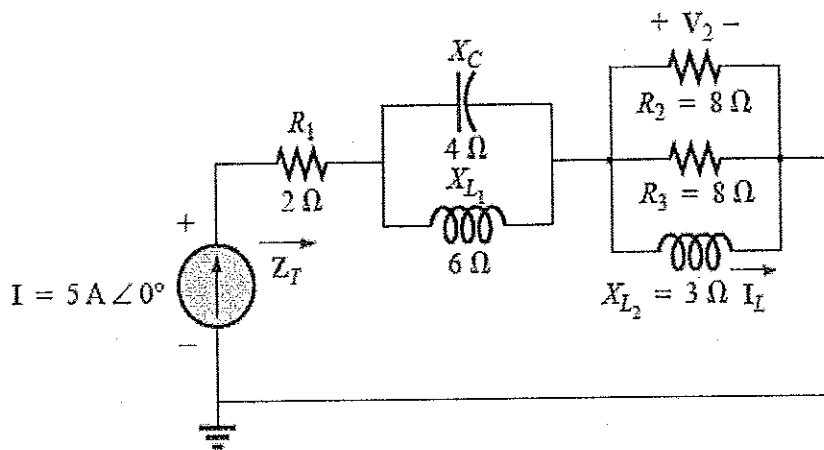 + V₂ −
X_C
R₂ = 8 Ω
R₁
4 Ω
X_L₁
R₃ = 8 Ω
2 Ω
+
Z_T
6 Ω
I = 5 A ∠ 0°
X_L₂ = 3 Ω I_L
−